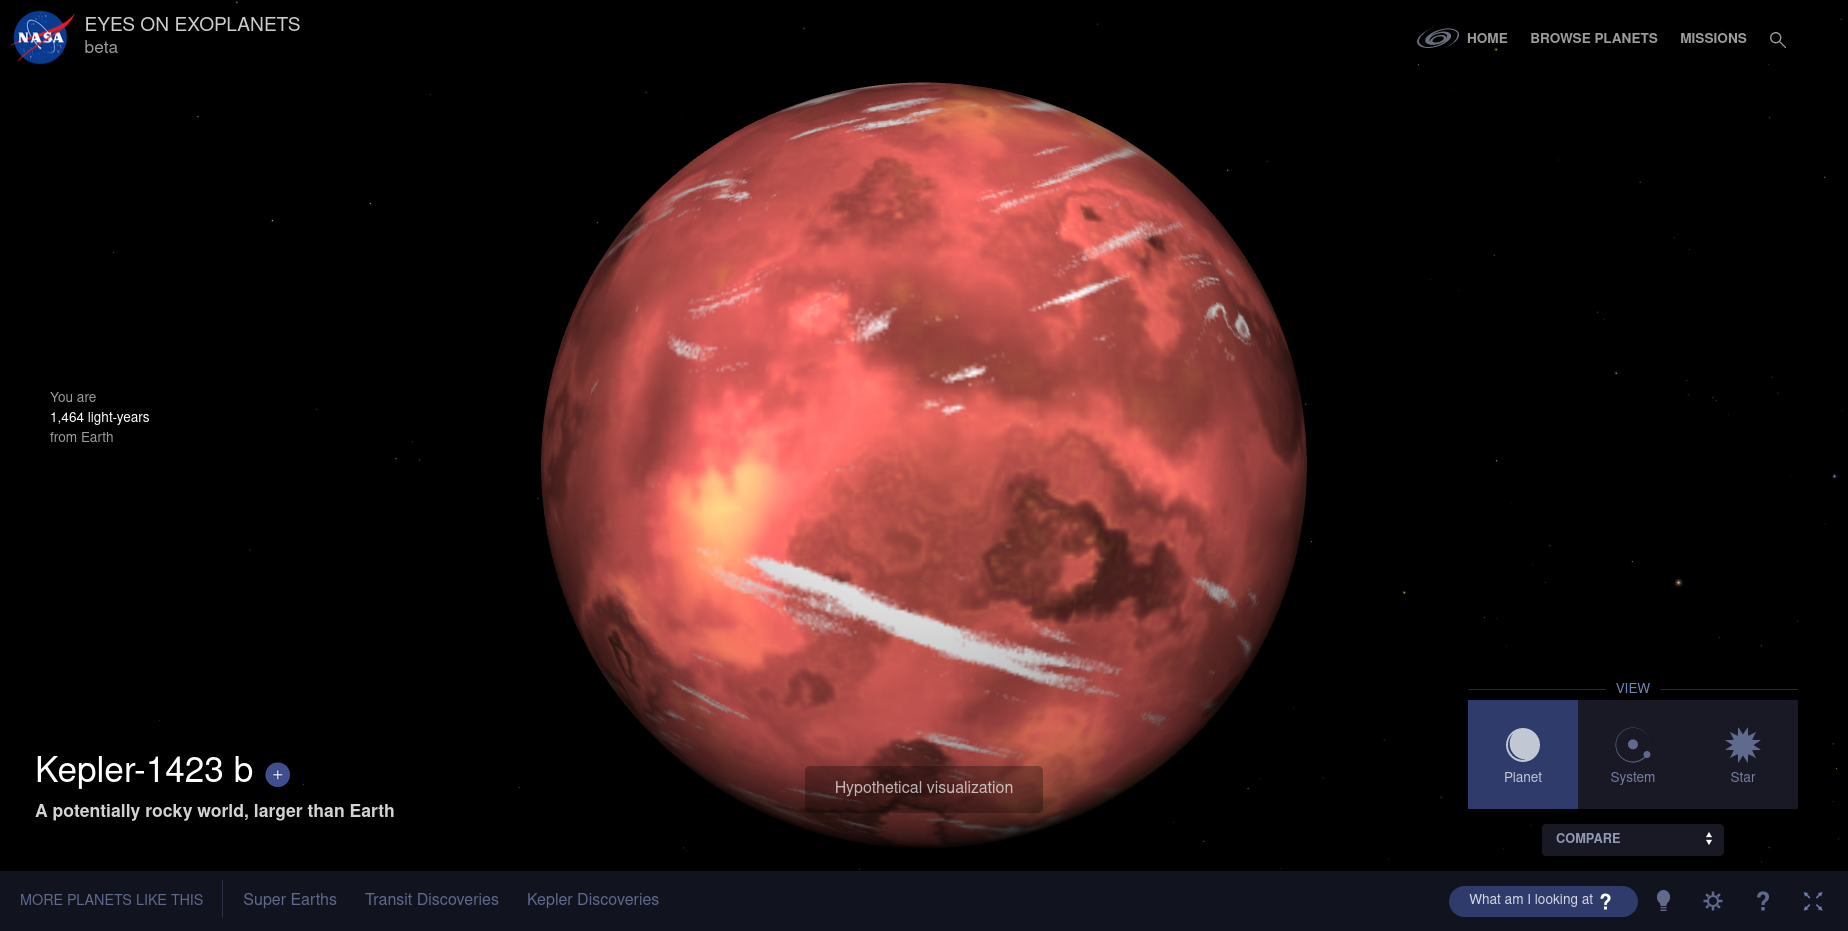 NASA
EYES ON EXOPLANETS
beta
HOME
BROWSE PLANETS
MISSIONS
You are
1,464 light-years
from Earth
Kepler-1423 b +
A potentially rocky world, larger than Earth
Hypothetical visualization
VIEW
Planet
System
Star
COMPARE
MORE PLANETS LIKE THIS
Super Earths
Transit Discoveries
Kepler Discoveries
What am I looking at ?
?